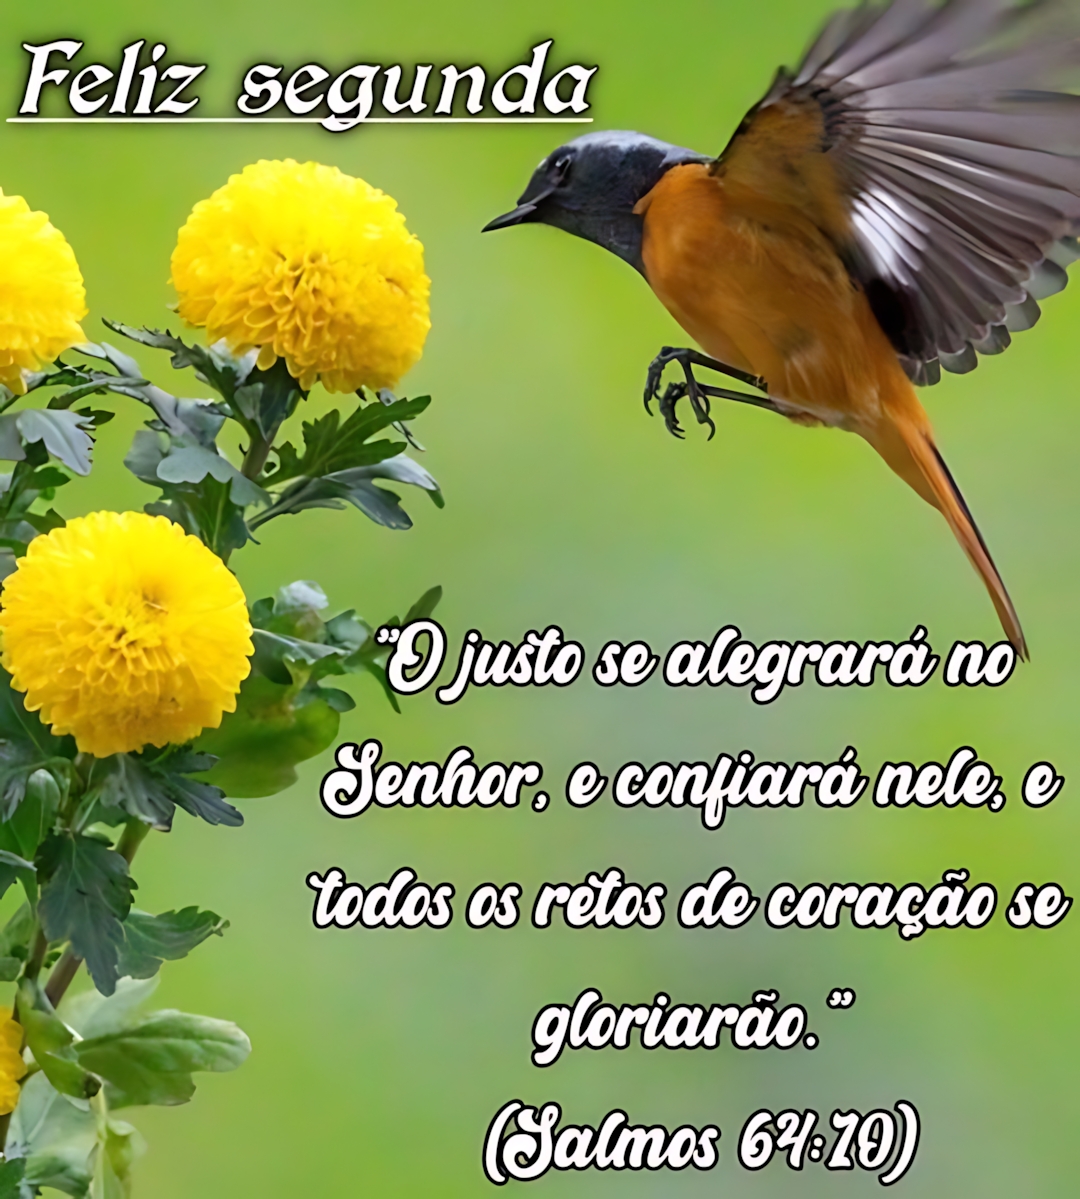 Feliz segunda
"O justo se alegrará no
Senhor, e confiará nele, e
todos os retos de coração se
gloriarão."
(Salmos 64:10)